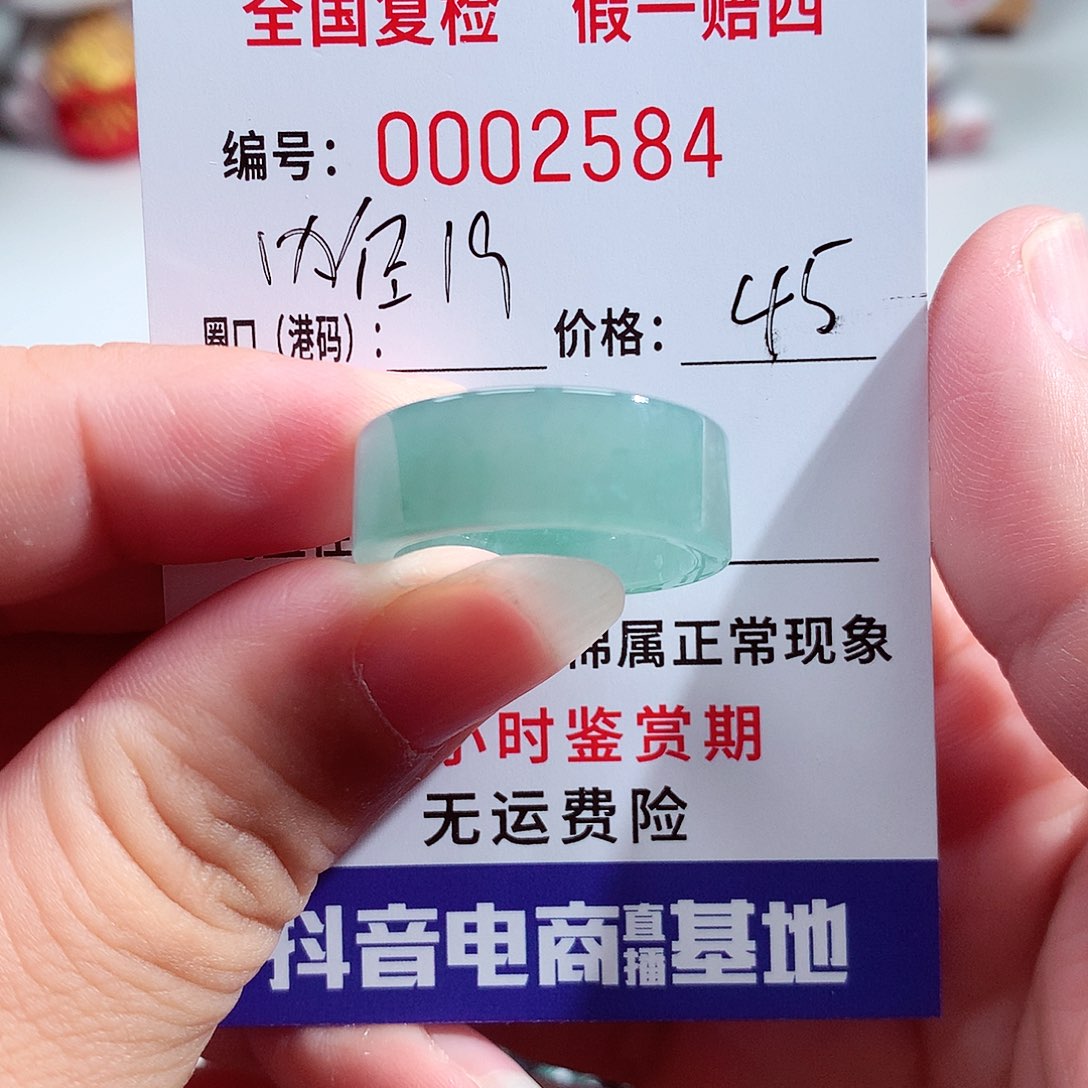 全国复检 假一赔四
编号：0002584
内径19 45
圈口（港码）： 价格：
属正常现象
小时鉴赏期
无运费险
抖音电商直播基地